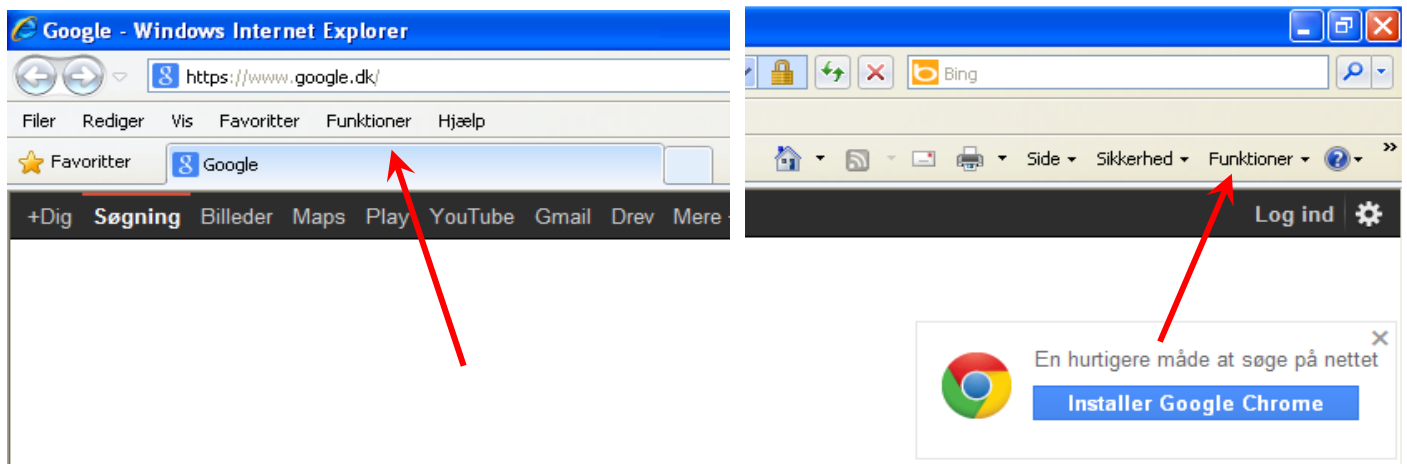 Google - Windows Internet Explorer
https://www.google.dk/
Filer Rediger Vis Favoritter Funktioner Hjælp
Favoritter Google
+Dig Søgning Billeder Maps Play YouTube Gmail Drev Mere
Bing
Side Sikkerhed Funktioner »
Log ind
En hurtigere måde at søge på nettet
Installer Google Chrome